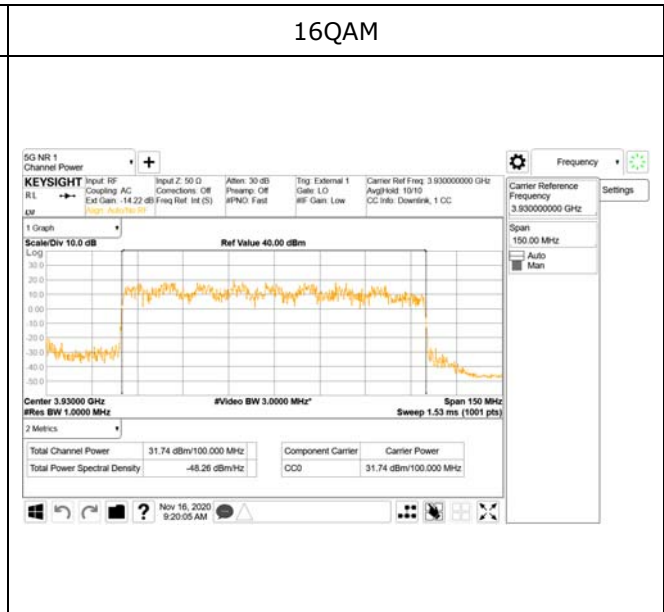 16QAM
5G NR 1
Channel Power
Frequency
KEYSIGHT
RL
Input: RF
Coupling: AC
Ext Gain: -14.22 dB
Align: Auto/No RF
Input Z: 50 Ω
Corrections: Off
Freq Ref: Int (S)
Atten: 30 dB
Preamp: Off
#PNO: Fast
Trig: External 1
Gate: LO
#IF Gain: Low
Carrier Ref Freq: 3.930000000 GHz
Avg|Hold: 10/10
CC Info: Downlink, 1 CC
Carrier Reference
Frequency
3.930000000 GHz
Settings
Span
150.00 MHz
Auto
Man
1 Graph
Scale/Div 10.0 dB
Ref Value 40.00 dBm
Log
30.0
20.0
10.0
0.00
-10.0
-20.0
-30.0
-40.0
-50.0
Center 3.93000 GHz
#Video BW 3.0000 MHz*
Span 150 MHz
#Res BW 1.0000 MHz
Sweep 1.53 ms (1001 pts)
2 Metrics
Total Channel Power 31.74 dBm/100.000 MHz
Total Power Spectral Density -48.26 dBm/Hz
Component Carrier Carrier Power
CC0 31.74 dBm/100.000 MHz
Nov 16, 2020
9:20:05 AM